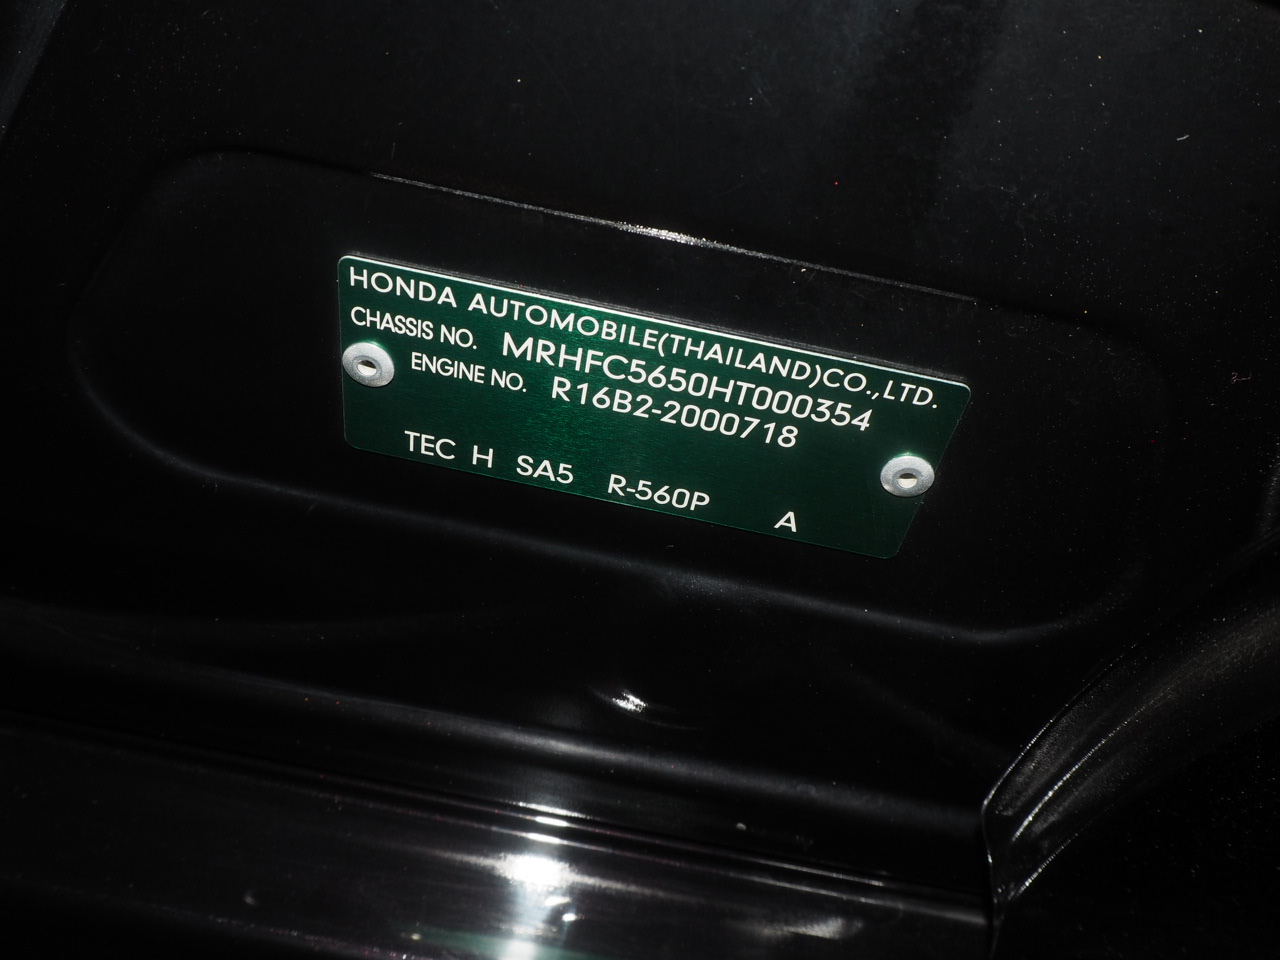 HONDA AUTOMOBILE(THAILAND)CO.,LTD.
CHASSIS NO. MRHFC5650HT000354
ENGINE NO. R16B2-2000718
TEC H SA5 R-560P A